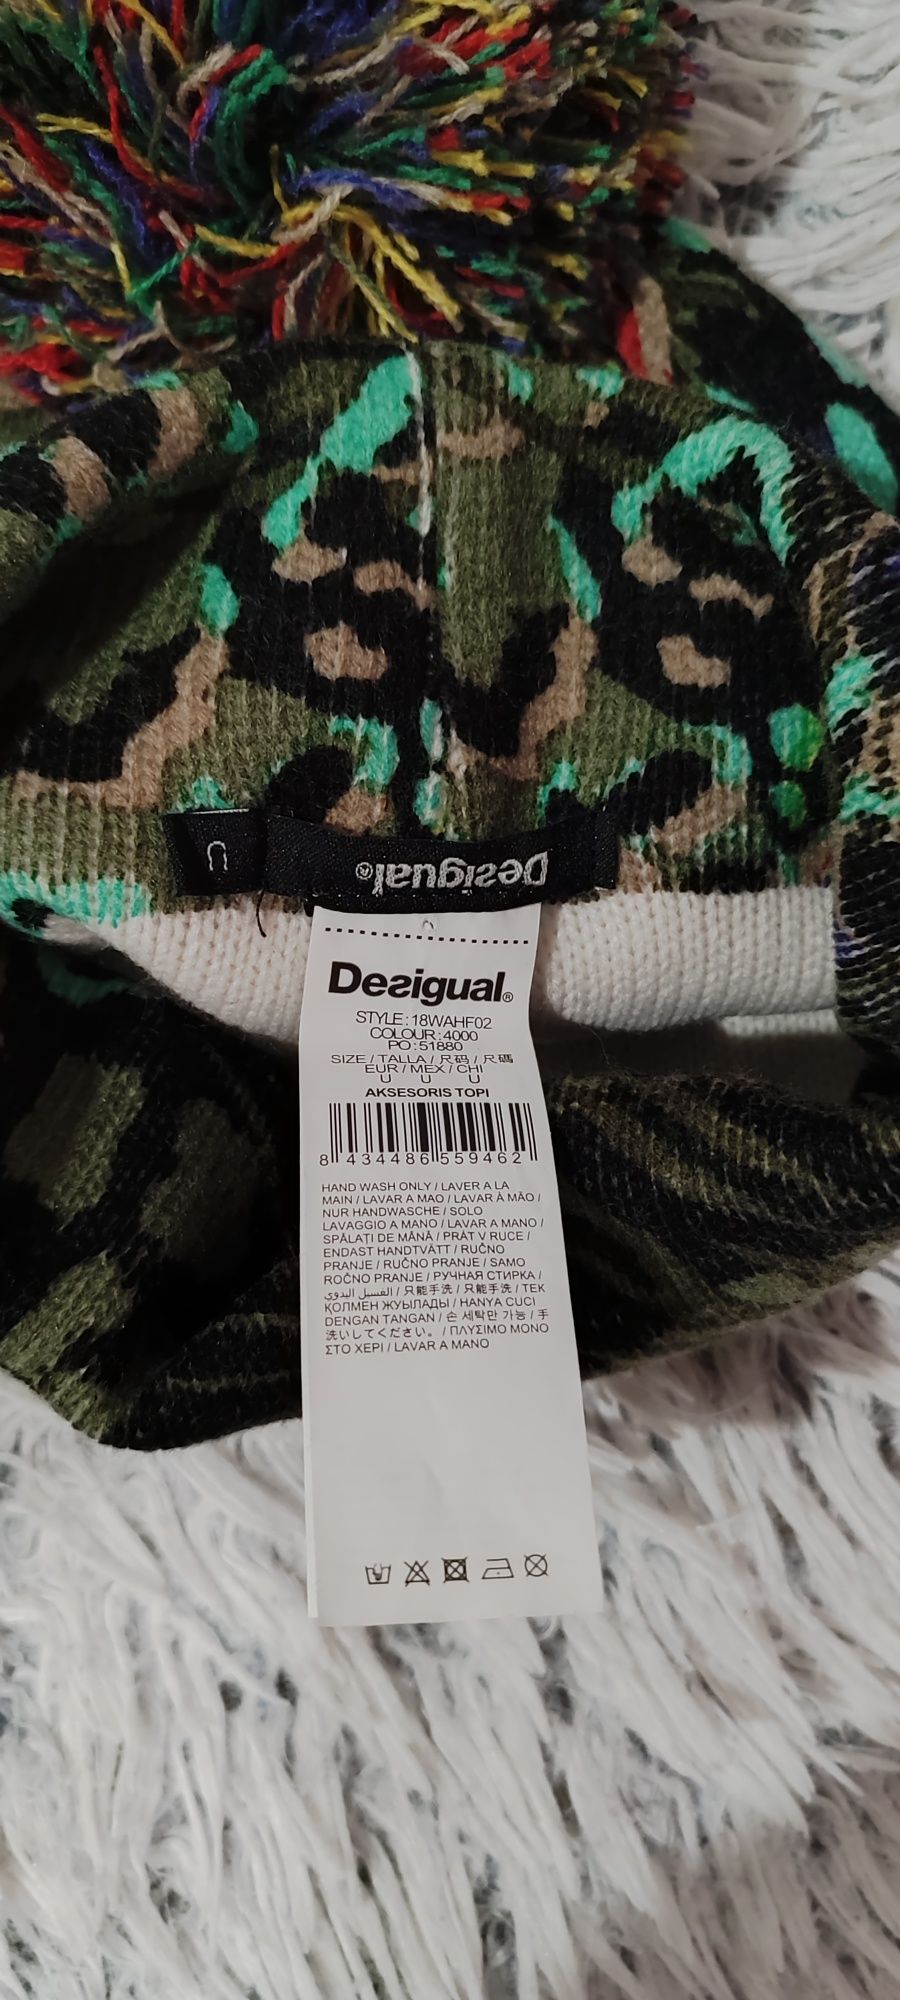 U
Desigual®
Desigual®
STYLE:18WAHF02
COLOUR:4000
PO:51880
SIZE/TALLA/尺码/尺碼
EUR/MEX/CHI
U U U
AKSESORIS TOPI
8 434486 559462
HAND WASH ONLY / LAVER A LA
MAIN / LAVAR A MAO / LAVAR À MÃO /
NUR HANDWASCHE / SOLO
LAVAGGIO A MANO / LAVAR A MANO /
SPĂLAȚI DE MÂNĂ / PRÁT V RUCE /
ENDAST HANDTVÄTT / RUČNO
PRANJE / RUČNO PRANJE / SAMO
ROČNO PRANJE / РУЧНАЯ СТИРКА /
الغسيل اليدوي / 只能手洗 / 只能手洗 / ТЕК
ҚОЛМЕН ЖУЫЛАДЫ / HANYA CUCI
DENGAN TANGAN / 손 세탁만 가능 / 手
洗いしてください。 / ΠΛΥΣΙΜΟ ΜΟΝΟ
ΣΤΟ ΧΕΡΙ / LAVAR A MANO